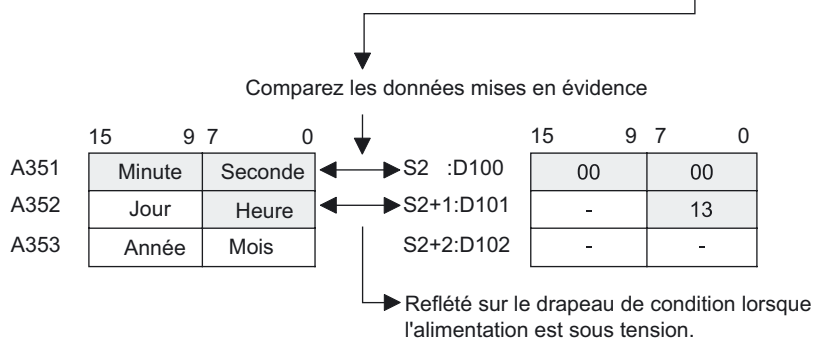 Comparez les données mises en évidence
15 9 7 0 15 9 7 0
A351 Minute Seconde S2 :D100 00 00
A352 Jour Heure S2+1:D101 - 13
A353 Année Mois S2+2:D102 - -
Reflété sur le drapeau de condition lorsque
l'alimentation est sous tension.